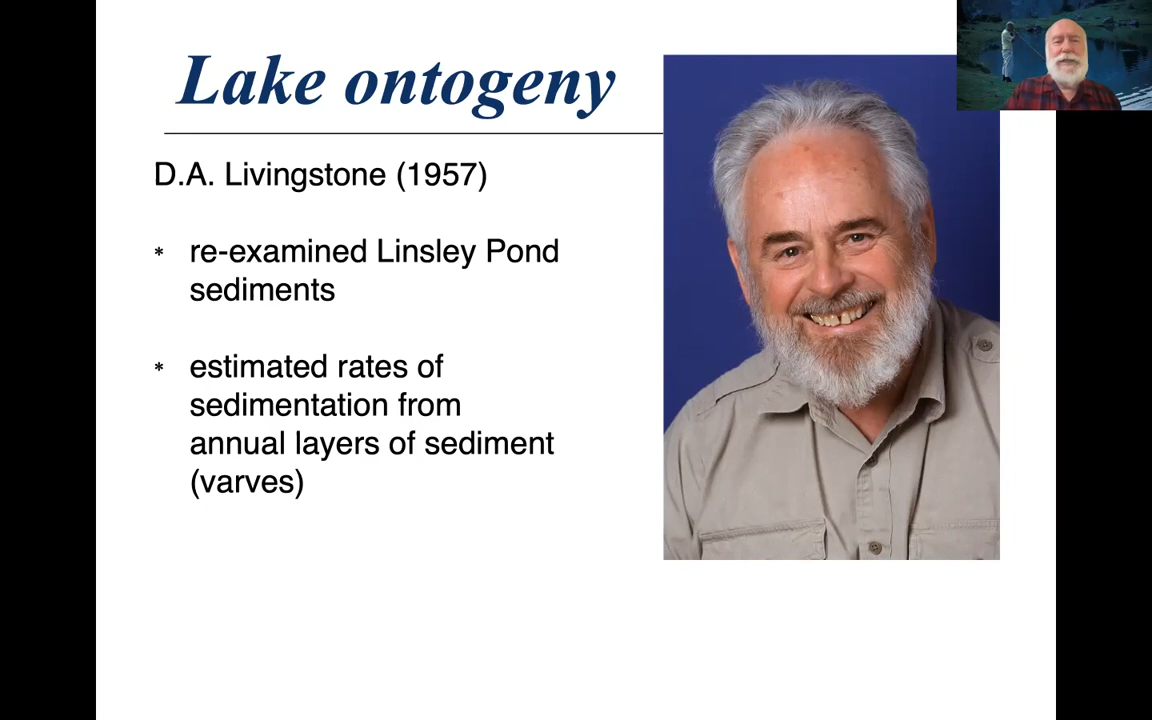 Lake ontogeny
D.A. Livingstone (1957)
* re-examined Linsley Pond
sediments
* estimated rates of
sedimentation from
annual layers of sediment
(varves)